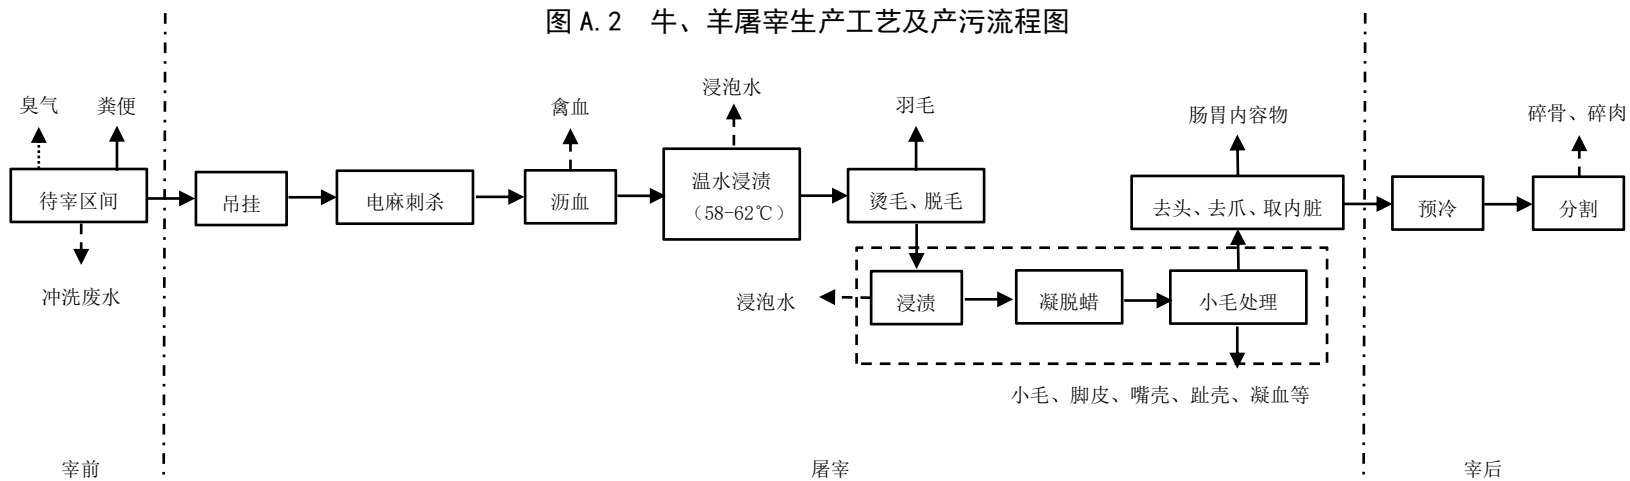 图 A.2 牛、羊屠宰生产工艺及产污流程图
臭气
粪便
禽血
浸泡水
羽毛
肠胃内容物
碎骨、碎肉
待宰区间
吊挂
电麻刺杀
沥血
温水浸渍
（58-62℃）
烫毛、脱毛
去头、去爪、取内脏
预冷
分割
冲洗废水
浸泡水
浸渍
凝脱蜡
小毛处理
小毛、脚皮、嘴壳、趾壳、凝血等
宰前
屠宰
宰后